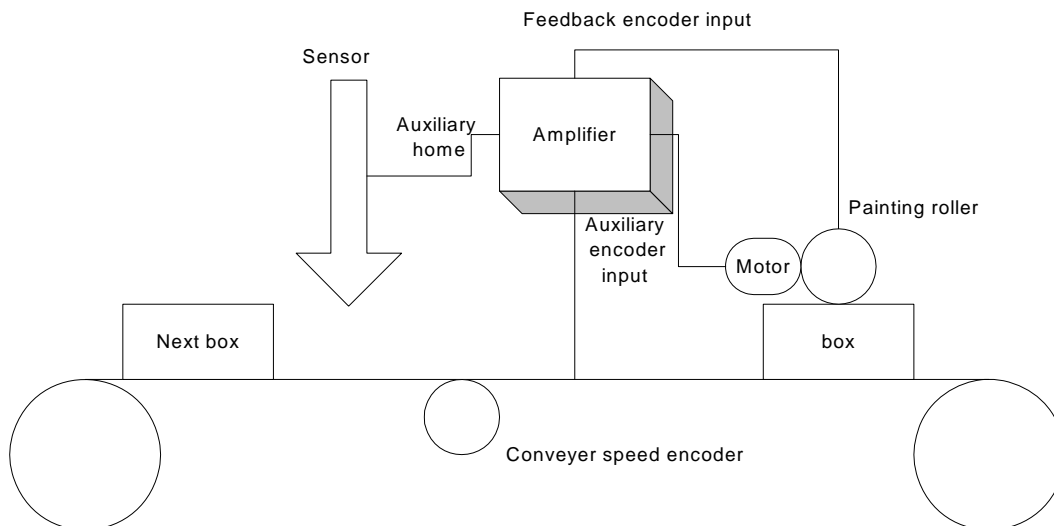 Feedback encoder input
Sensor
Auxiliary
home
Amplifier
Painting roller
Auxiliary
encoder
input
Motor
Next box
box
Conveyer speed encoder